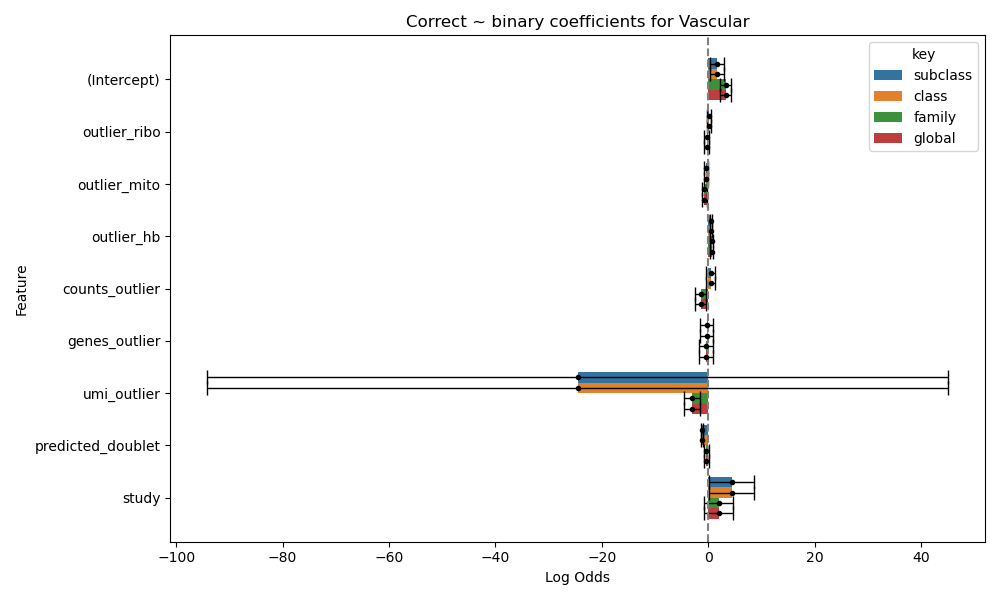 Correct ~ binary coefficients for Vascular
key
subclass
class
family
global
Feature
(Intercept)
outlier_ribo
outlier_mito
outlier_hb
counts_outlier
genes_outlier
umi_outlier
predicted_doublet
study
−100 −80 −60 −40 −20 0 20 40
Log Odds